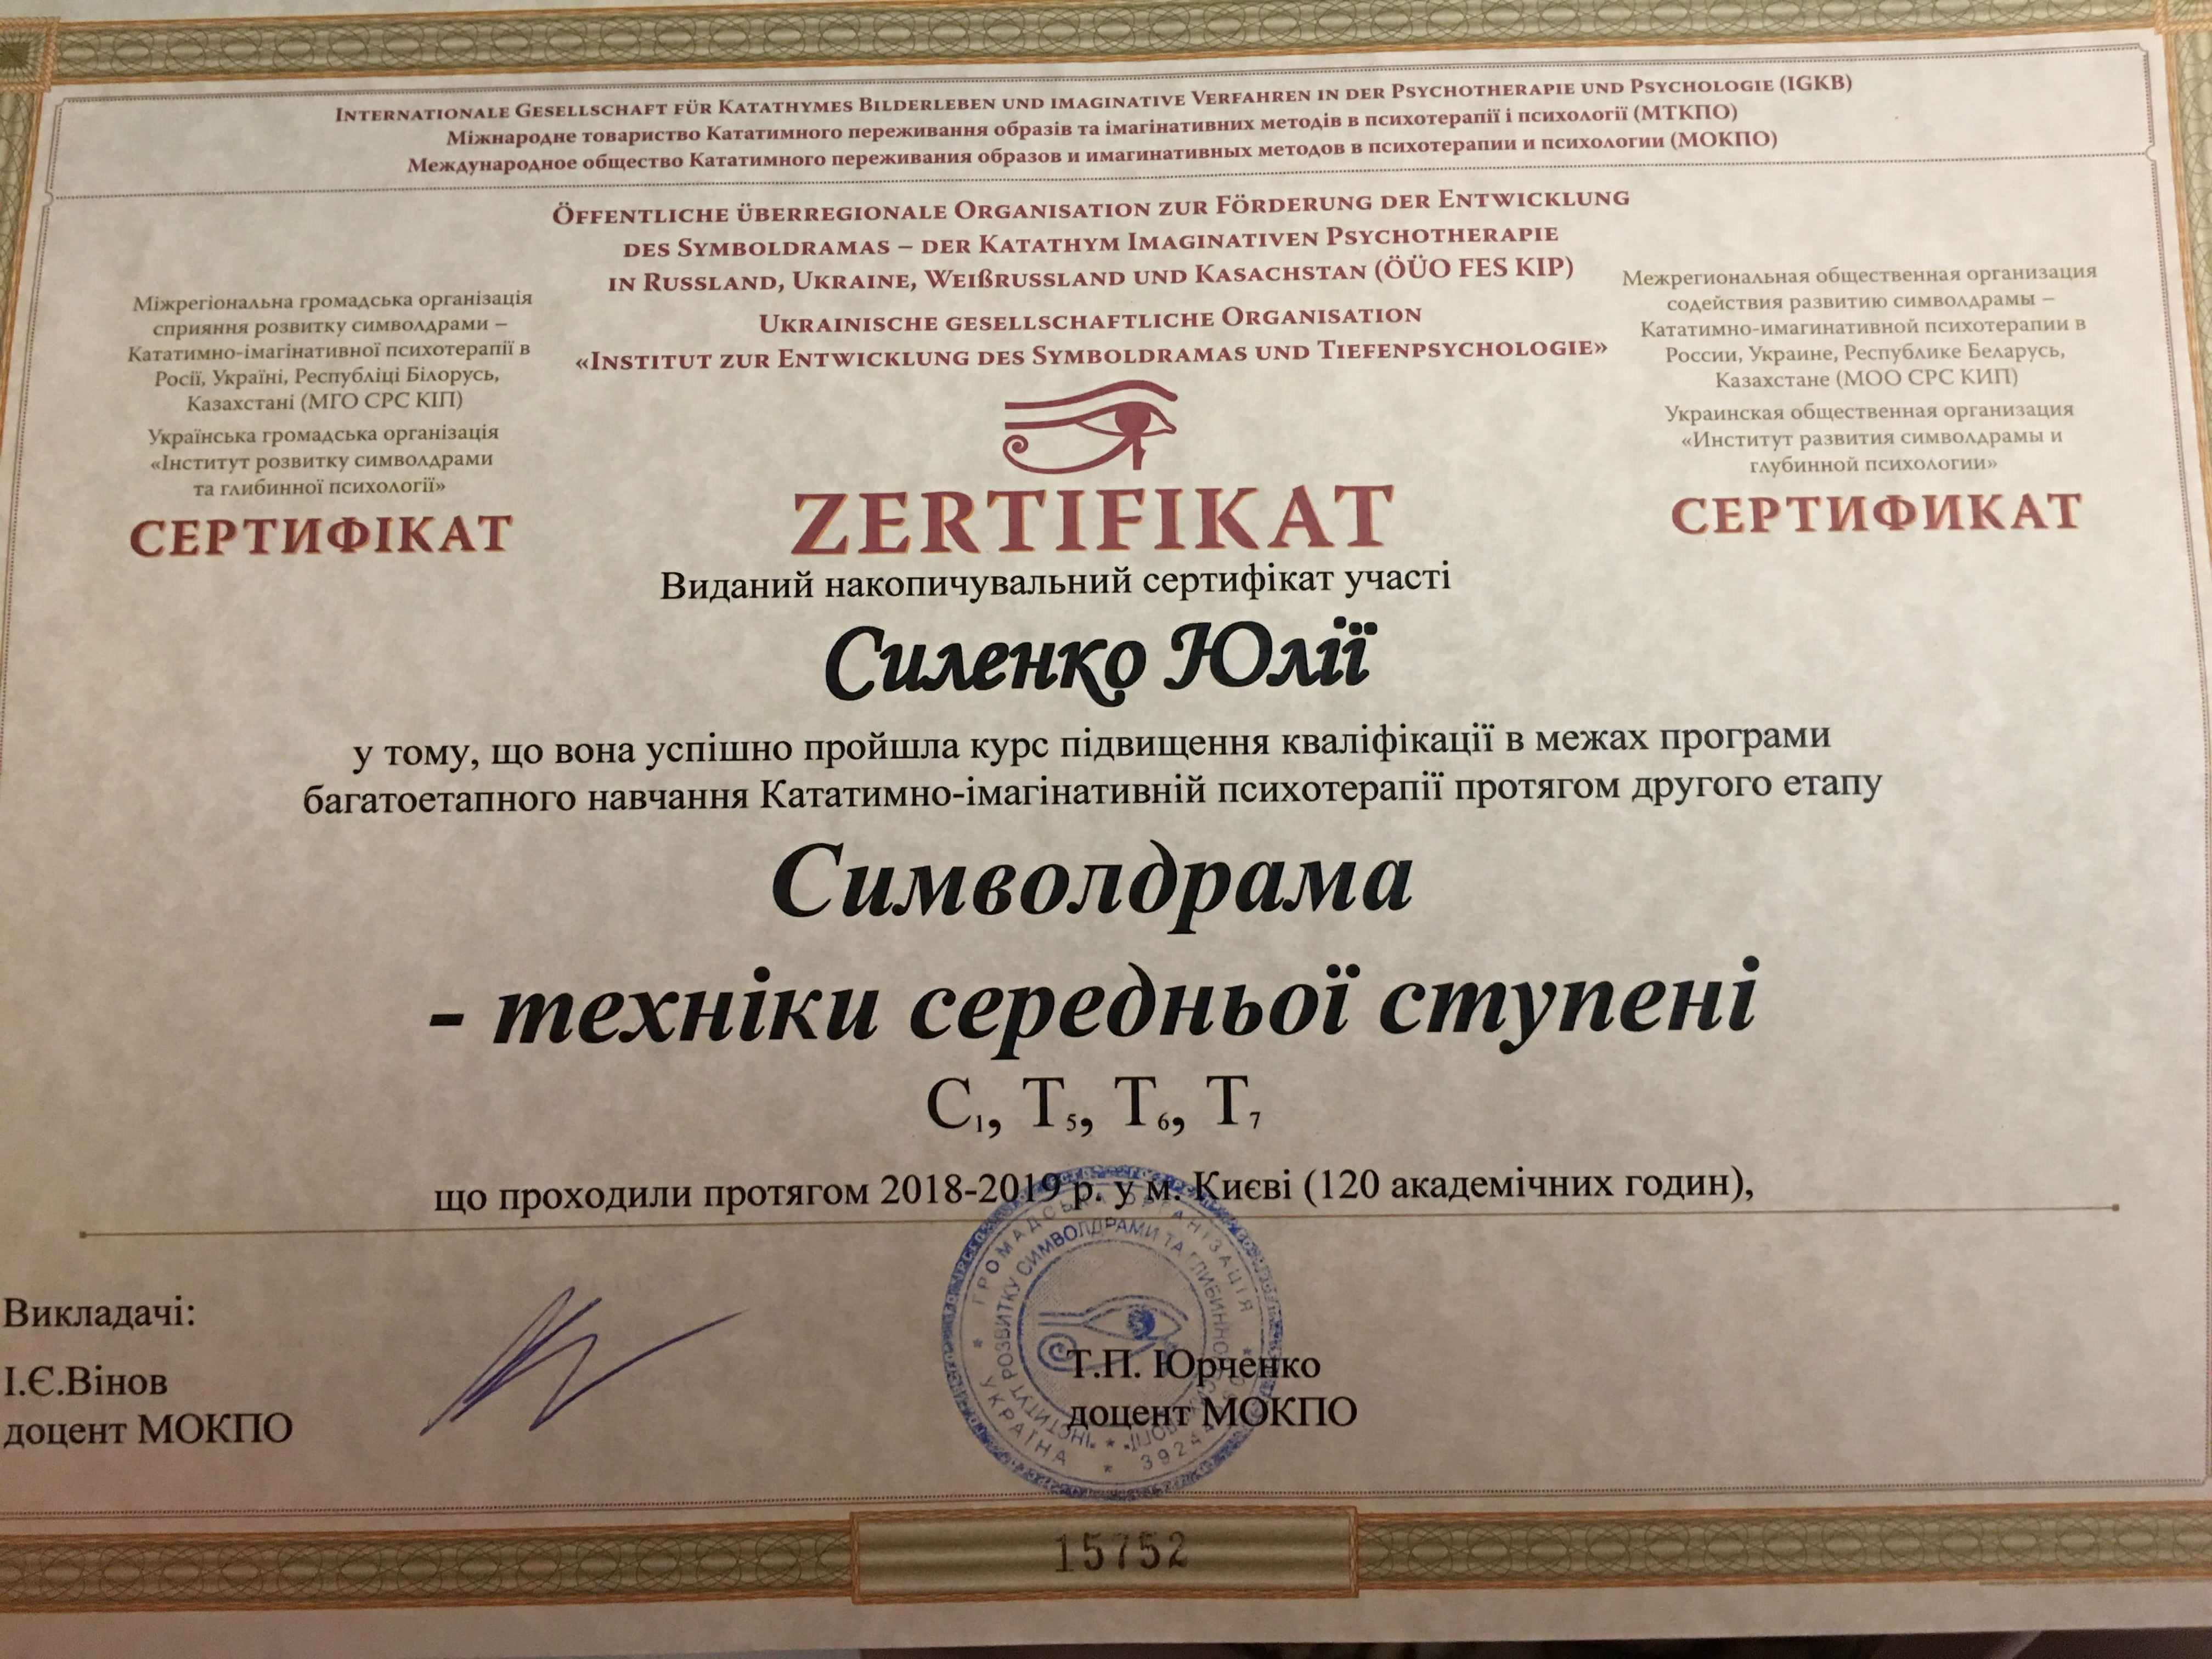 Internationale Gesellschaft für Katathymes Bilderleben und imaginative Verfahren in der Psychotherapie und Psychologie (IGKB)
Міжнародне товариство Кататимного переживання образів та імагінативних методів в психотерапії і психології (МТКПО)
Международное общество Кататимного переживания образов и имагинативных методов в психотерапии и психологии (МОКПО)
Öffentliche überregionale Organisation zur Förderung der Entwicklung
des Symboldramas – der Katathym Imaginativen Psychotherapie
in Russland, Ukraine, Weißrussland und Kasachstan (ÖÜO FES KIP)
Ukrainische gesellschaftliche Organisation
«Institut zur Entwicklung des Symboldramas und Tiefenpsychologie»
Міжрегіональна громадська організація
сприяння розвитку символдрами –
Кататимно-імагінативної психотерапії в
Росії, Україні, Республіці Білорусь,
Казахстані (МГО СРС КІП)
Українська громадська організація
«Інститут розвитку символдрами
та глибинної психології»
СЕРТИФІКАТ
Межрегиональная общественная организация
содействия развитию символдрамы –
Кататимно-имагинативной психотерапии в
России, Украине, Республике Беларусь,
Казахстане (МОО СРС КИП)
Украинская общественная организация
«Институт развития символдрамы и
глубинной психологии»
СЕРТИФИКАТ
ZERTIFIKAT
Виданий накопичувальний сертифікат участі
Силенко Юлії
у тому, що вона успішно пройшла курс підвищення кваліфікації в межах програми
багатоетапного навчання Кататимно-імагінативній психотерапії протягом другого етапу
Символдрама
- техніки середньої ступені
С1, Т5, Т6, Т7
що проходили протягом 2018-2019 р. у м. Києві (120 академічних годин),
Викладачі:
І.Є.Вінов
доцент МОКПО
Т.П. Юрченко
доцент МОКПО
ГРОМАДСЬКА ОРГАНІЗАЦІЯ
УКРАЇНА
ІНСТИТУТ РОЗВИТКУ СИМВОЛДРАМИ ТА ГЛИБИННОЇ
15752